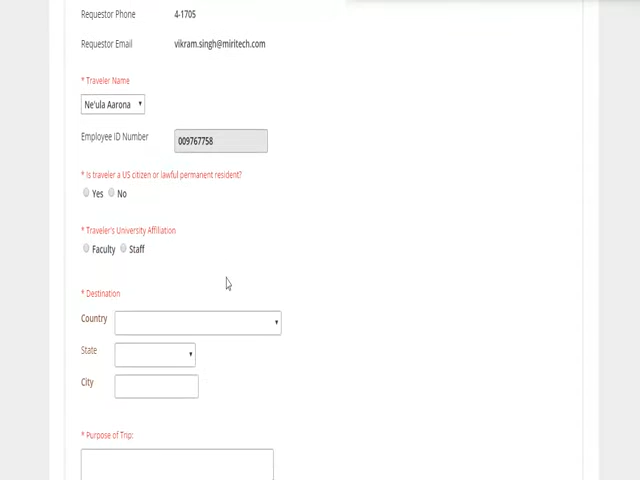 Requestor Phone 4-1705
Requestor Email vikram.singh@miritech.com
* Traveler Name
Ne'ula Aarona
Employee ID Number 009767758
* Is traveler a US citizen or lawful permanent resident?
Yes No
* Traveler's University Affiliation
Faculty Staff
* Destination
Country
State
City
* Purpose of Trip: